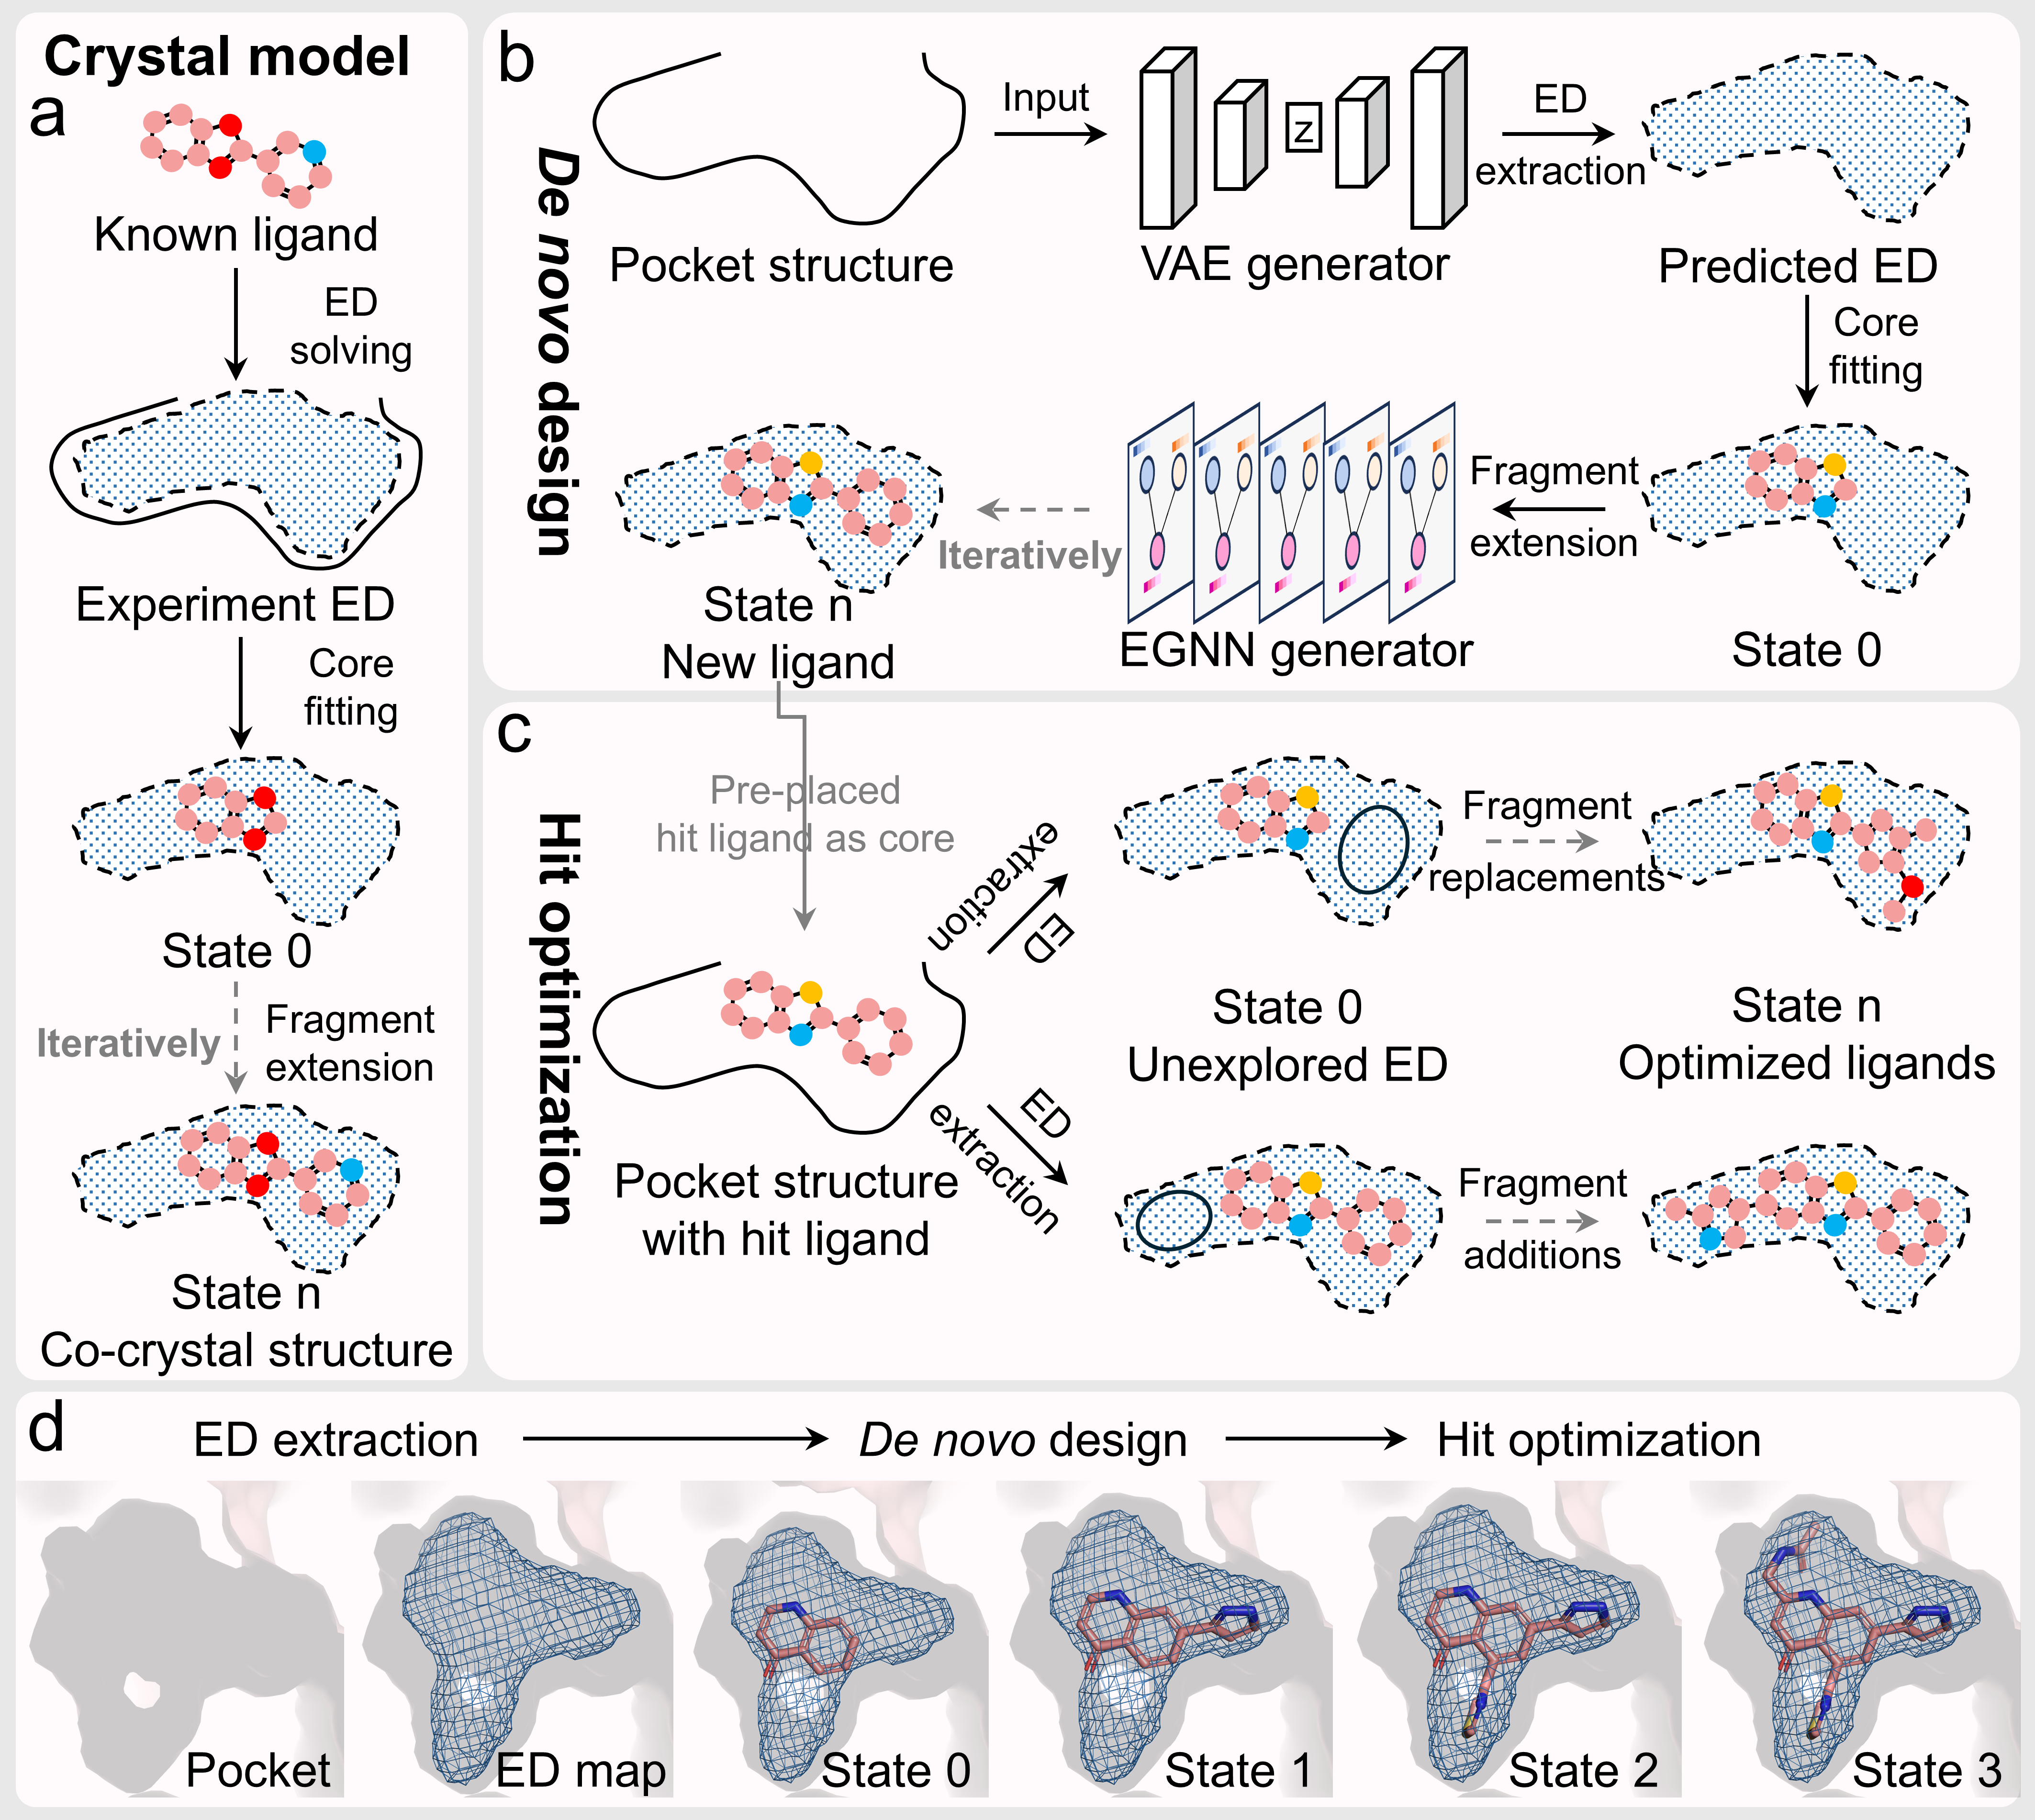 Crystal model
a
Known ligand
ED
solving
Experiment ED
Core
fitting
State 0
Iteratively
Fragment
extension
State n
Co-crystal structure
b
De novo design
Pocket structure
Input
z
VAE generator
ED
extraction
Predicted ED
Core
fitting
State 0
Fragment
extension
EGNN generator
Iteratively
State n
New ligand
c
Hit optimization
Pre-placed
hit ligand as core
Pocket structure
with hit ligand
extraction
ED
State 0
Unexplored ED
Fragment
replacements
State n
Optimized ligands
ED
extraction
Fragment
additions
d
ED extraction
De novo design
Hit optimization
Pocket
ED map
State 0
State 1
State 2
State 3